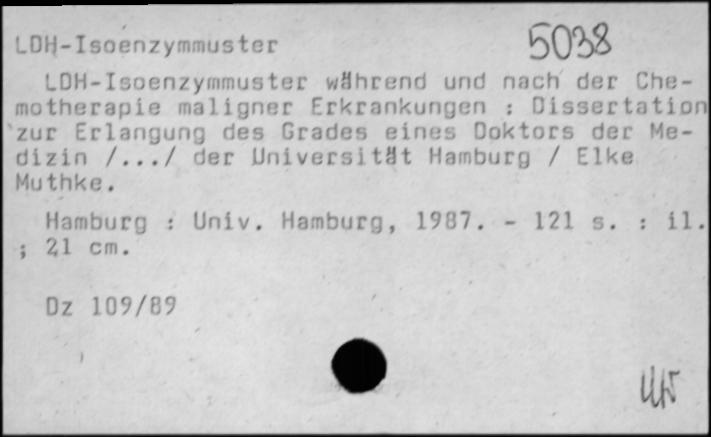 5038
LDH-Isoenzymmuster
LDH-Isoenzymmuster während und nach der Che-
motherapie maligner Erkrankungen : Dissertation
zur Erlangung des Grades eines Doktors der Me-
dizin /.../ der Universität Hamburg / Elke
Muthke.
Hamburg : Univ. Hamburg, 1987. - 121 s. : il.
; 21 cm.
Dz 109/89